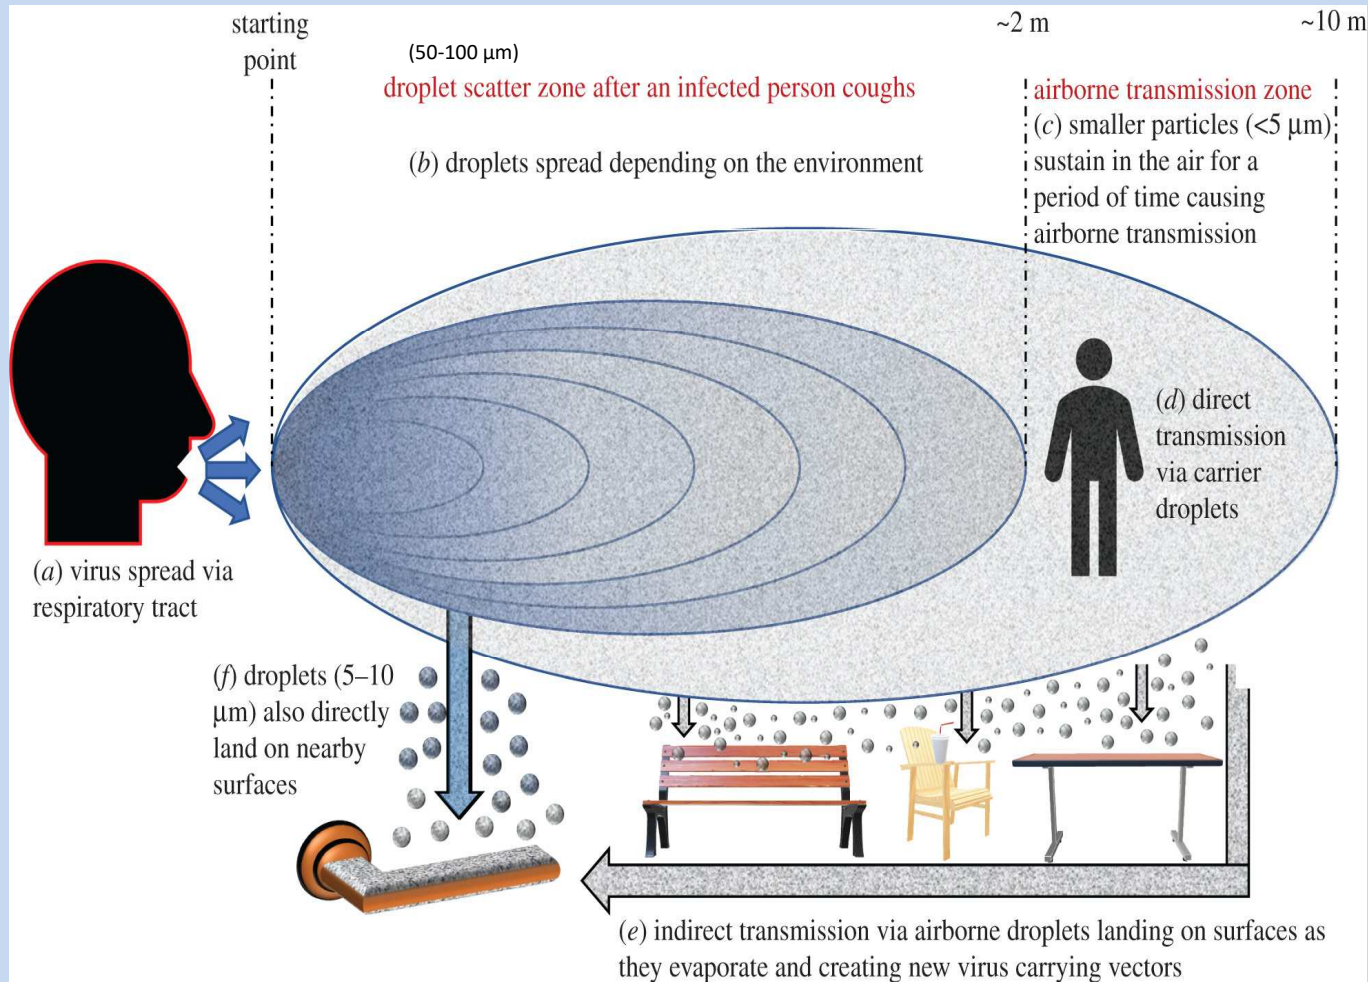 starting
point
(50-100 μm)
droplet scatter zone after an infected person coughs
~2 m
~10 m
airborne transmission zone
(b) droplets spread depending on the environment
(c) smaller particles (<5 μm)
sustain in the air for a
period of time causing
airborne transmission
(d) direct
transmission
via carrier
droplets
(a) virus spread via
respiratory tract
(f) droplets (5–10
μm) also directly
land on nearby
surfaces
(e) indirect transmission via airborne droplets landing on surfaces as
they evaporate and creating new virus carrying vectors